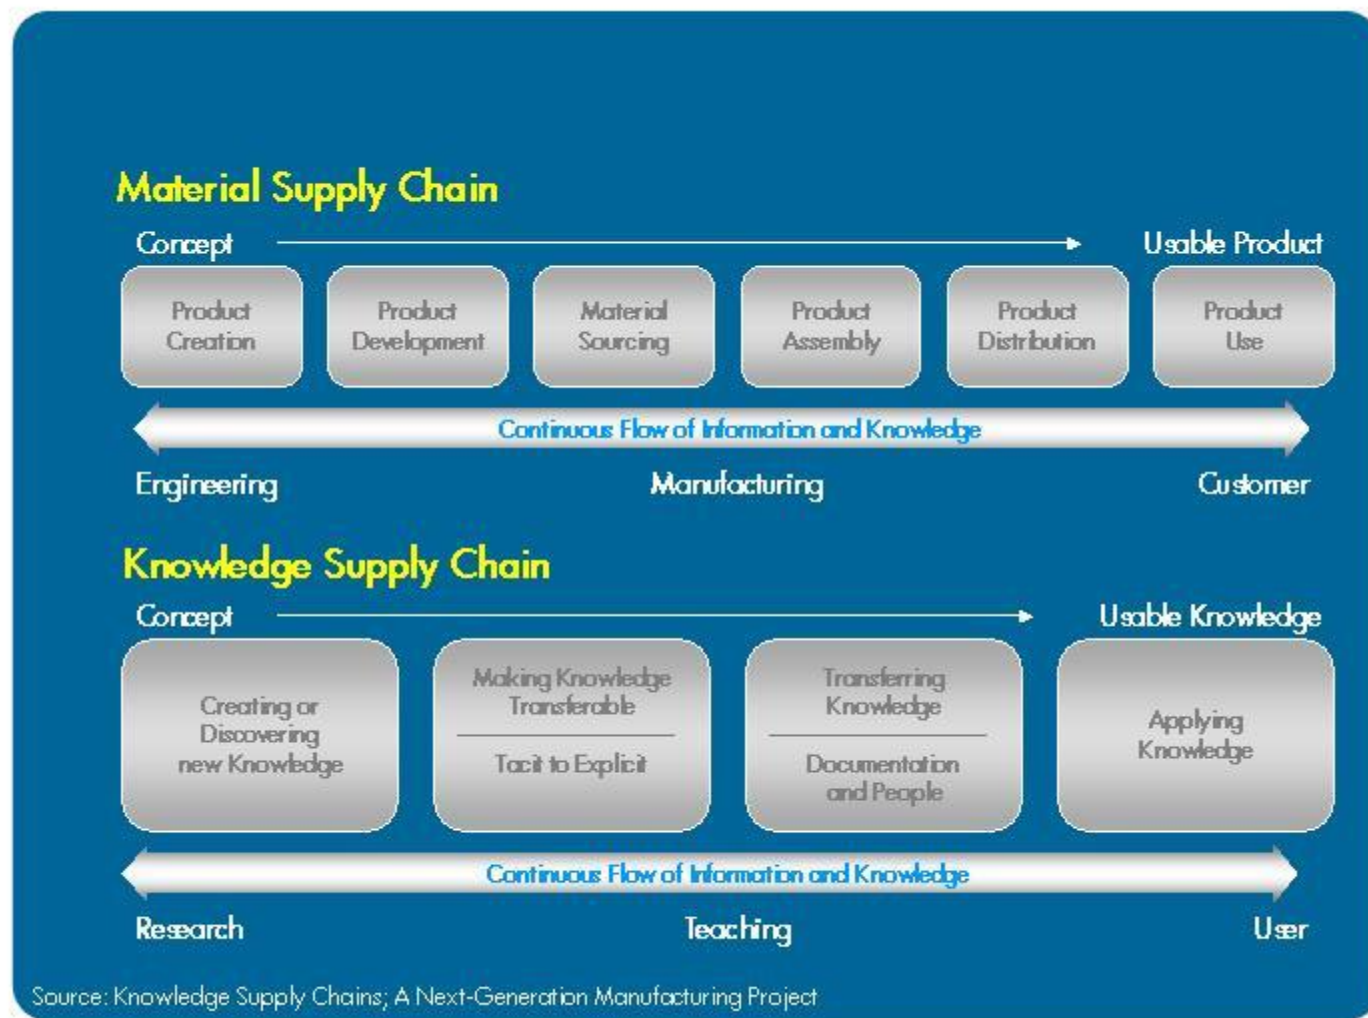 Material Supply Chain
Concept
Usable Product
Product
Creation
Product
Development
Material
Sourcing
Product
Assembly
Product
Distribution
Product
Use
Continuous Flow of Information and Knowledge
Engineering
Manufacturing
Customer
Knowledge Supply Chain
Concept
Usable Knowledge
Creating or
Discovering
new Knowledge
Making Knowledge
Transferable
Tacit to Explicit
Transferring
Knowledge
Documentation
and People
Applying
Knowledge
Continuous Flow of Information and Knowledge
Research
Teaching
User
Source: Knowledge Supply Chains; A Next-Generation Manufacturing Project